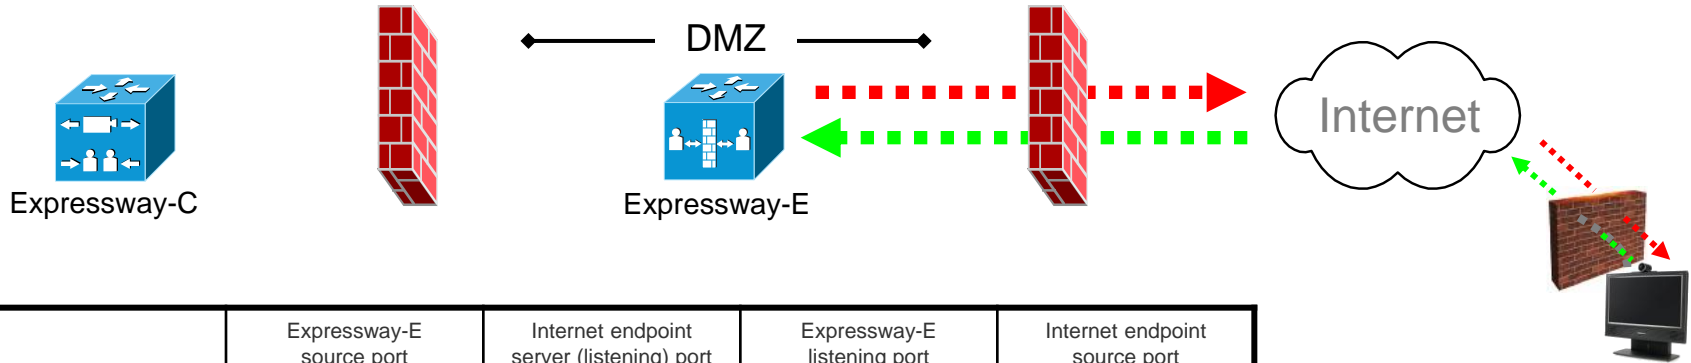 DMZ
Internet
Expressway-C
Expressway-E
Expressway-E
source port
Internet endpoint
server (listening) port
Expressway-E
listening port
Internet endpoint
source port